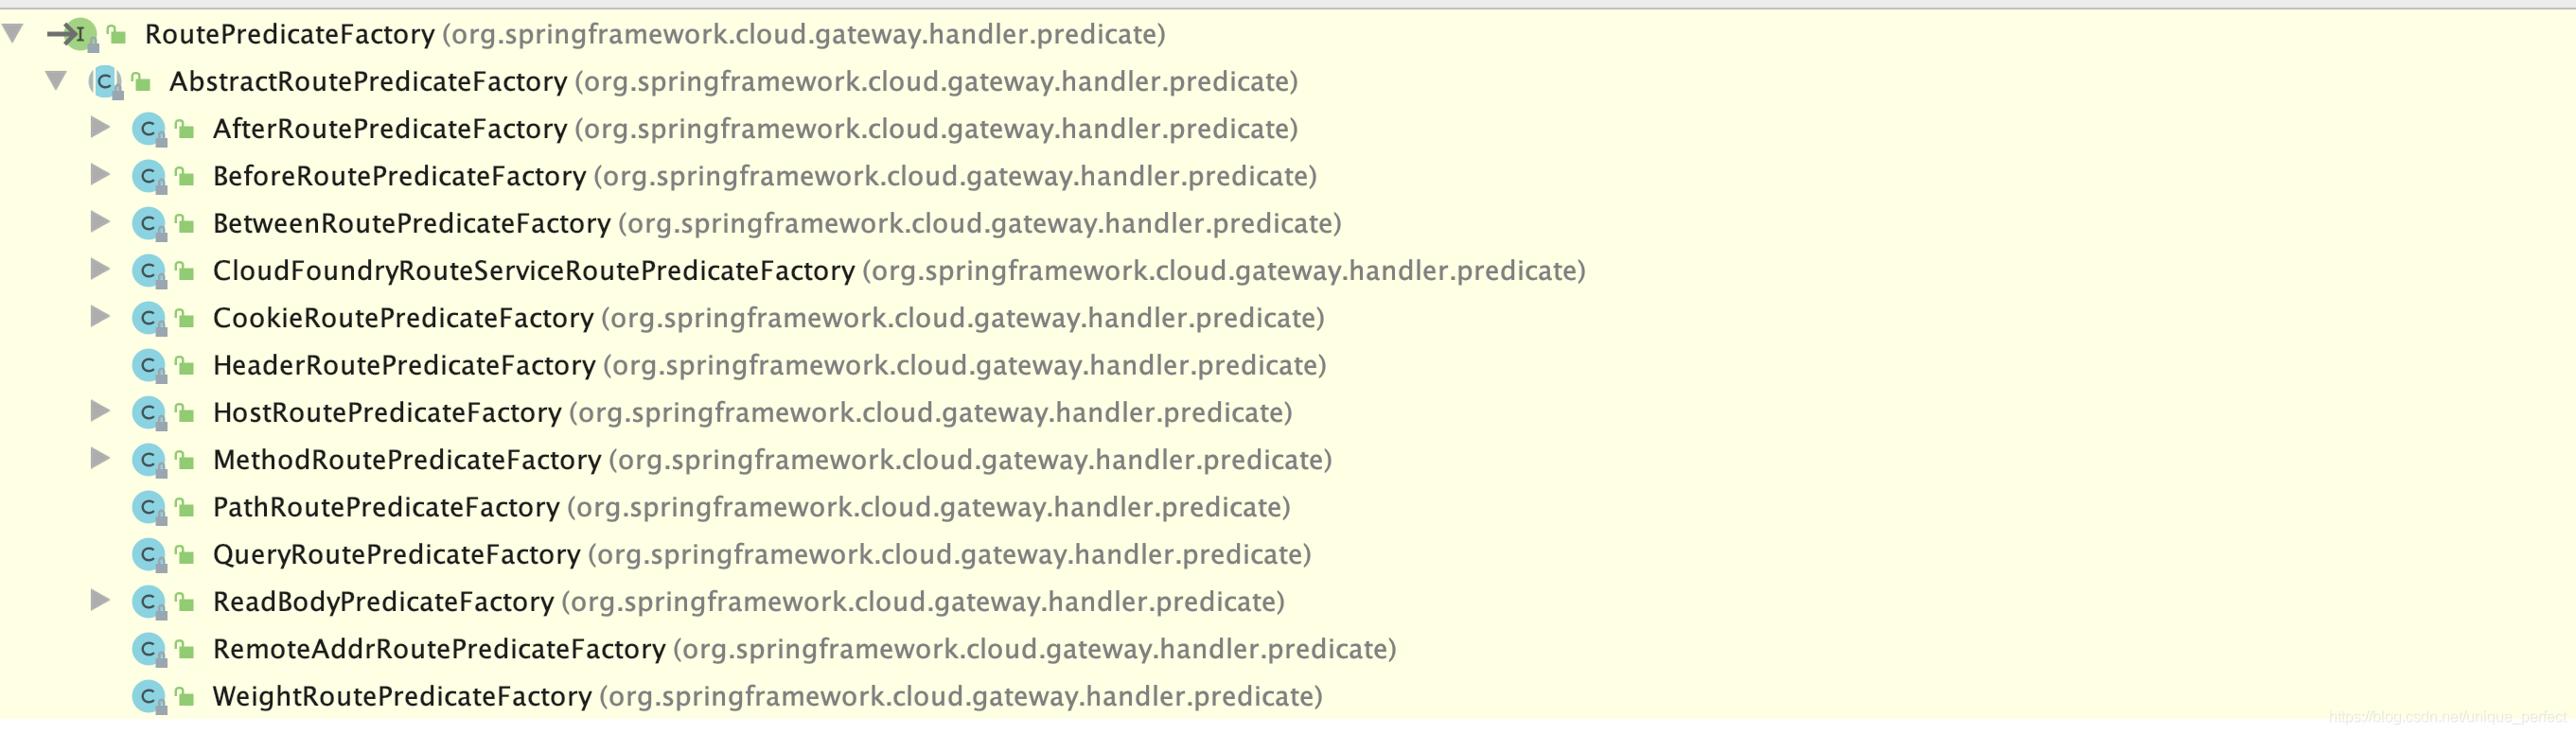 RoutePredicateFactory (org.springframework.cloud.gateway.handler.predicate)
AbstractRoutePredicateFactory (org.springframework.cloud.gateway.handler.predicate)
AfterRoutePredicateFactory (org.springframework.cloud.gateway.handler.predicate)
BeforeRoutePredicateFactory (org.springframework.cloud.gateway.handler.predicate)
BetweenRoutePredicateFactory (org.springframework.cloud.gateway.handler.predicate)
CloudFoundryRouteServiceRoutePredicateFactory (org.springframework.cloud.gateway.handler.predicate)
CookieRoutePredicateFactory (org.springframework.cloud.gateway.handler.predicate)
HeaderRoutePredicateFactory (org.springframework.cloud.gateway.handler.predicate)
HostRoutePredicateFactory (org.springframework.cloud.gateway.handler.predicate)
MethodRoutePredicateFactory (org.springframework.cloud.gateway.handler.predicate)
PathRoutePredicateFactory (org.springframework.cloud.gateway.handler.predicate)
QueryRoutePredicateFactory (org.springframework.cloud.gateway.handler.predicate)
ReadBodyPredicateFactory (org.springframework.cloud.gateway.handler.predicate)
RemoteAddrRoutePredicateFactory (org.springframework.cloud.gateway.handler.predicate)
WeightRoutePredicateFactory (org.springframework.cloud.gateway.handler.predicate)
https://blog.csdn.net/unique_perfect